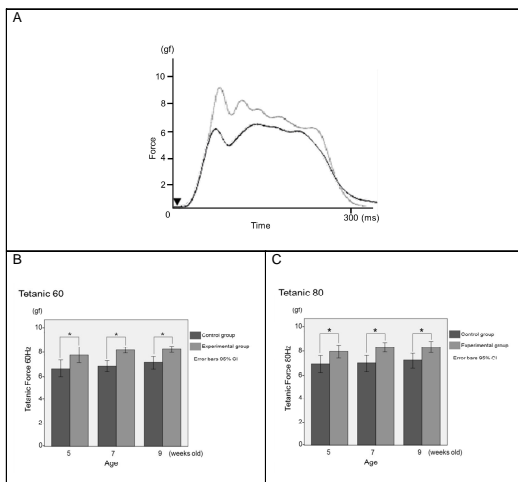 A
(gf)
10
8
6
4
2
Force
0
300 (ms)
Time
B
Tetanic 60
(gf)
10
8
6
4
2
0
Tetanic Force 60Hz
* * *
Control group
Experimental group
Error bars 95% CI
5 7 9 (weeks old)
Age
C
Tetanic 80
(gf)
10
8
6
4
2
0
Tetanic Force 80Hz
* * *
Control group
Experimental group
Error bars 95% CI
5 7 9 (weeks old)
Age